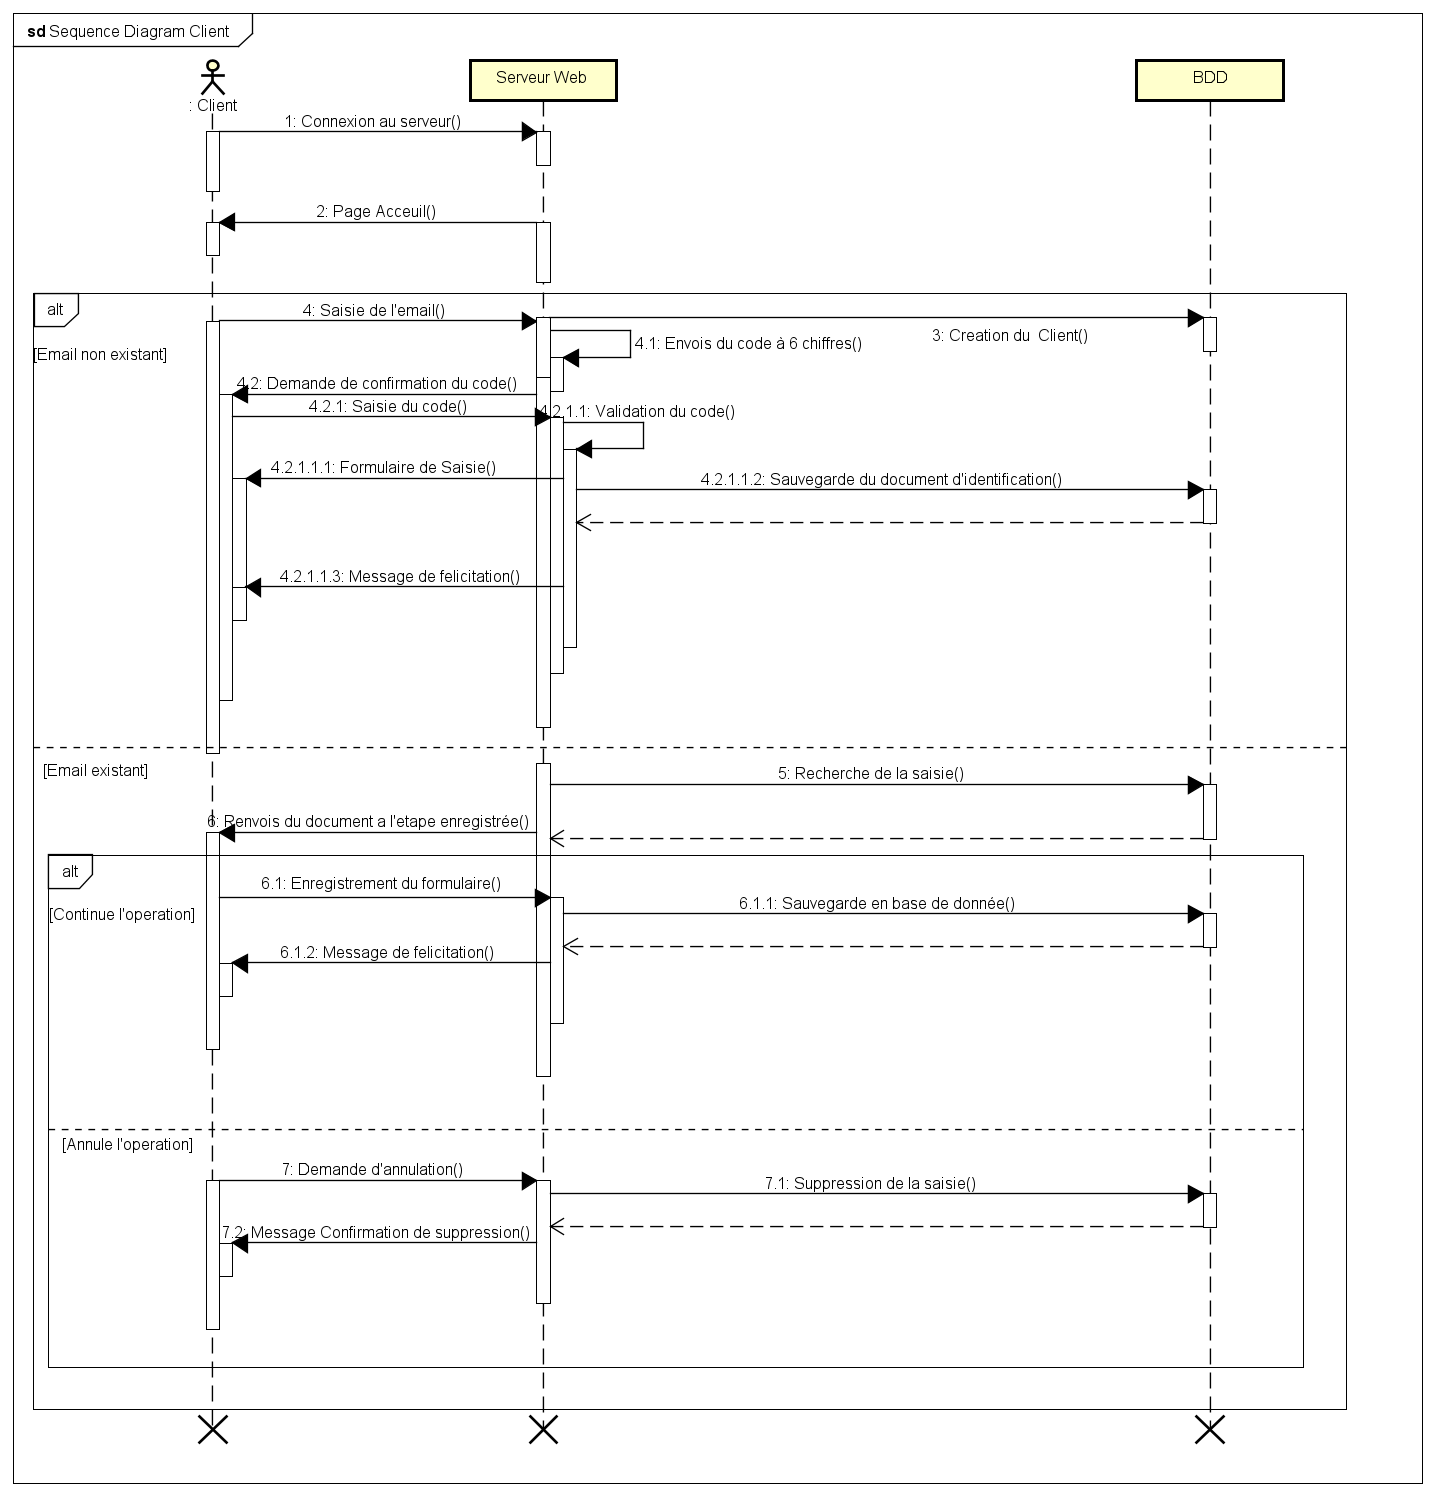 sd Sequence Diagram Client
: Client
Serveur Web
BDD
1: Connexion au serveur()
2: Page Acceuil()
alt
[Email non existant]
4: Saisie de l'email()
3: Creation du  Client()
4.1: Envois du code à 6 chiffres()
4.2: Demande de confirmation du code()
4.2.1: Saisie du code()
4.2.1.1: Validation du code()
4.2.1.1.1: Formulaire de Saisie()
4.2.1.1.2: Sauvegarde du document d'identification()
4.2.1.1.3: Message de felicitation()
[Email existant]
5: Recherche de la saisie()
6: Renvois du document a l'etape enregistrée()
alt
[Continue l'operation]
6.1: Enregistrement du formulaire()
6.1.1: Sauvegarde en base de donnée()
6.1.2: Message de felicitation()
[Annule l'operation]
7: Demande d'annulation()
7.1: Suppression de la saisie()
7.2: Message Confirmation de suppression()